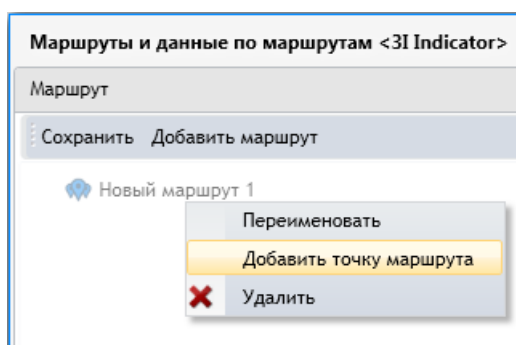 Маршруты и данные по маршрутам <3I Indicator>
Маршрут
Сохранить Добавить маршрут
Новый маршрут 1
Переименовать
Добавить точку маршрута
Удалить